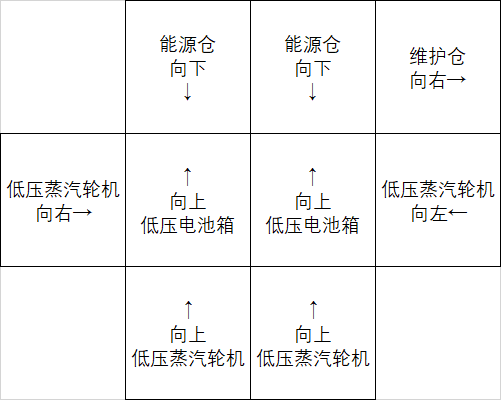 能源仓
向下
↓
能源仓
向下
↓
维护仓
向右→
低压蒸汽轮机
向右→
↑
向上
低压电池箱
↑
向上
低压电池箱
低压蒸汽轮机
向左←
↑
向上
低压蒸汽轮机
↑
向上
低压蒸汽轮机